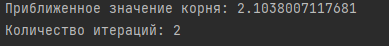 Приближенное значение корня: 2.1038007117681
Количество итераций: 2